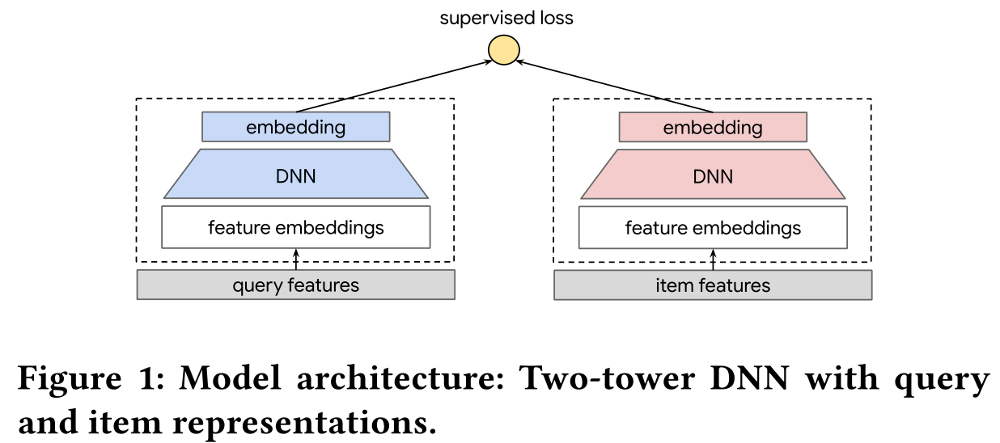 supervised loss
embedding
embedding
DNN
DNN
feature embeddings
feature embeddings
query features
item features
Figure 1: Model architecture: Two-tower DNN with query
and item representations.